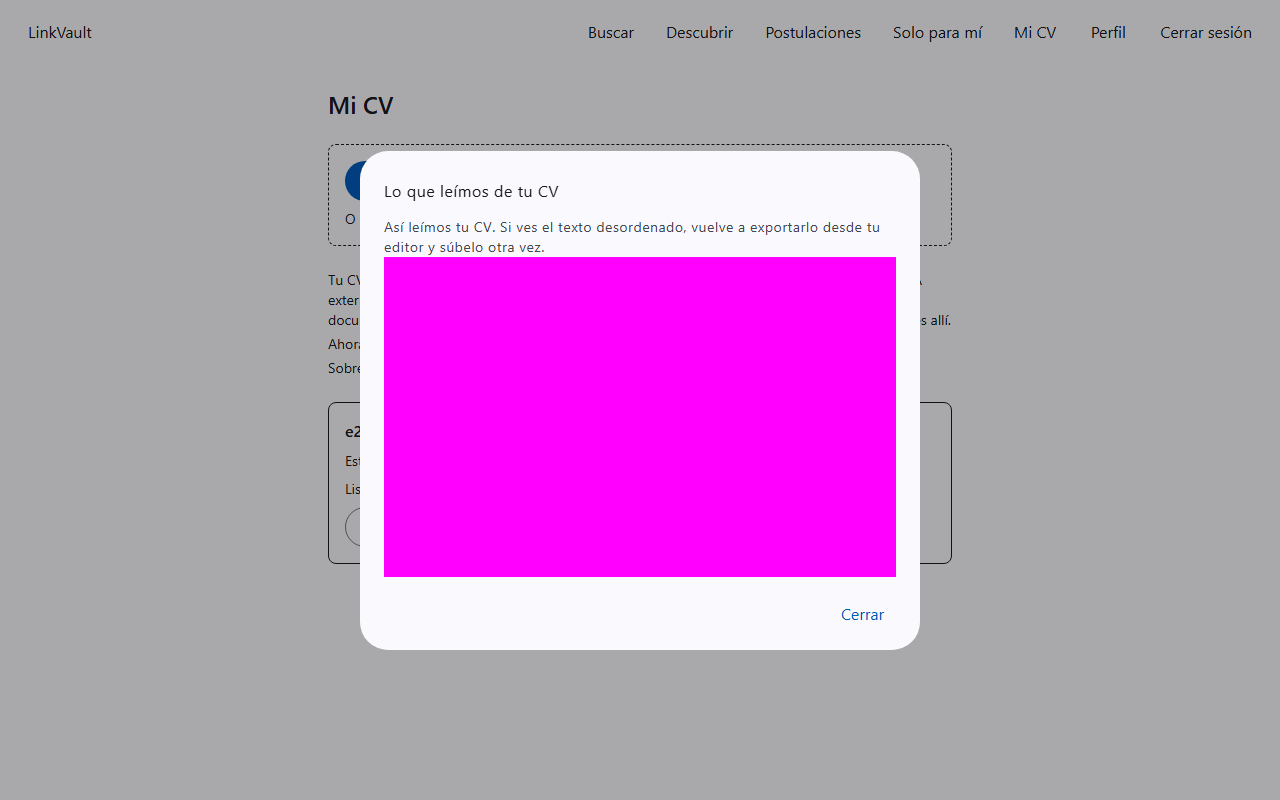 LinkVault
Buscar Descubrir Postulaciones Solo para mí Mi CV Perfil Cerrar sesión
Mi CV
O
Lo que leímos de tu CV
Así leímos tu CV. Si ves el texto desordenado, vuelve a exportarlo desde tu
editor y súbelo otra vez.
Tu
allí.
Cerrar